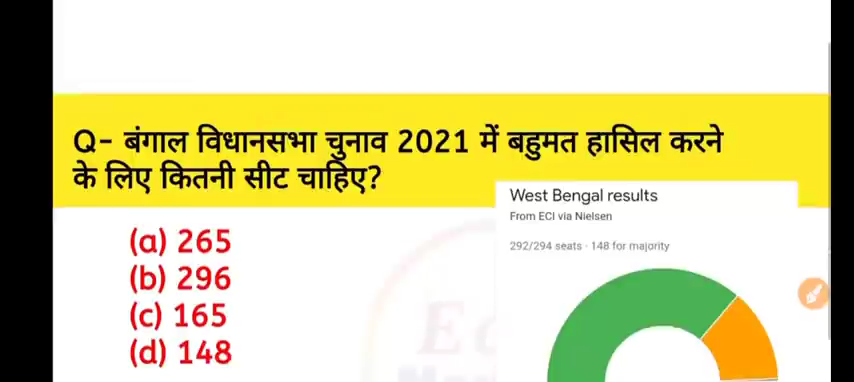 Q- बंगाल विधानसभा चुनाव 2021 में बहुमत हासिल करने
के लिए कितनी सीट चाहिए?
West Bengal results
From ECI via Nielsen
292/294 seats · 148 for majority
(a) 265
(b) 296
(c) 165
(d) 148